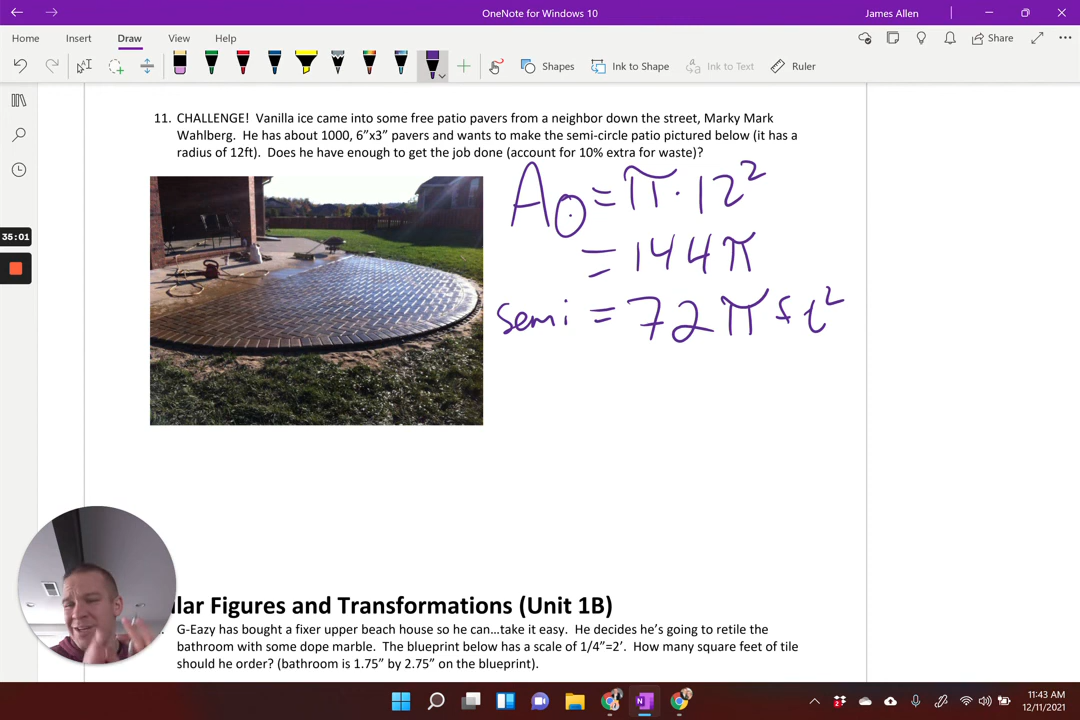 OneNote for Windows 10
James Allen
Home Insert Draw View Help
Share
Shapes Ink to Shape Ink to Text Ruler
11. CHALLENGE! Vanilla ice came into some free patio pavers from a neighbor down the street, Marky Mark
Wahlberg. He has about 1000, 6”x3” pavers and wants to make the semi-circle patio pictured below (it has a
radius of 12ft). Does he have enough to get the job done (account for 10% extra for waste)?
A⊙ = π · 12²
= 144π
semi = 72π ft²
35:01
lar Figures and Transformations (Unit 1B)
G-Eazy has bought a fixer upper beach house so he can…take it easy. He decides he’s going to retile the
bathroom with some dope marble. The blueprint below has a scale of 1/4”=2’. How many square feet of tile
should he order? (bathroom is 1.75” by 2.75” on the blueprint).
11:43 AM
12/11/2021